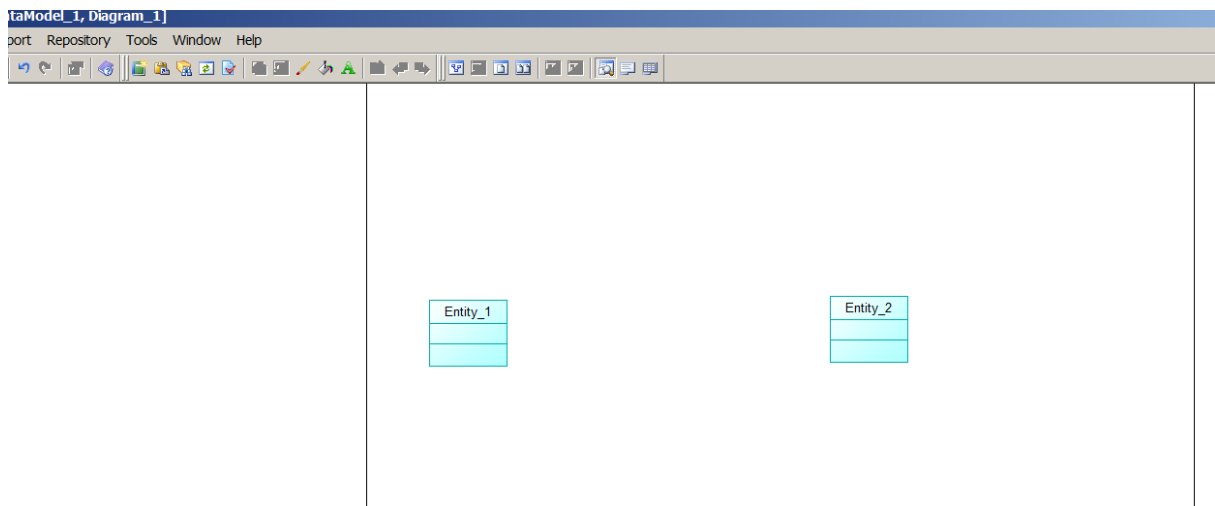 taModel_1, Diagram_1]
port Repository Tools Window Help
Entity_1
Entity_2